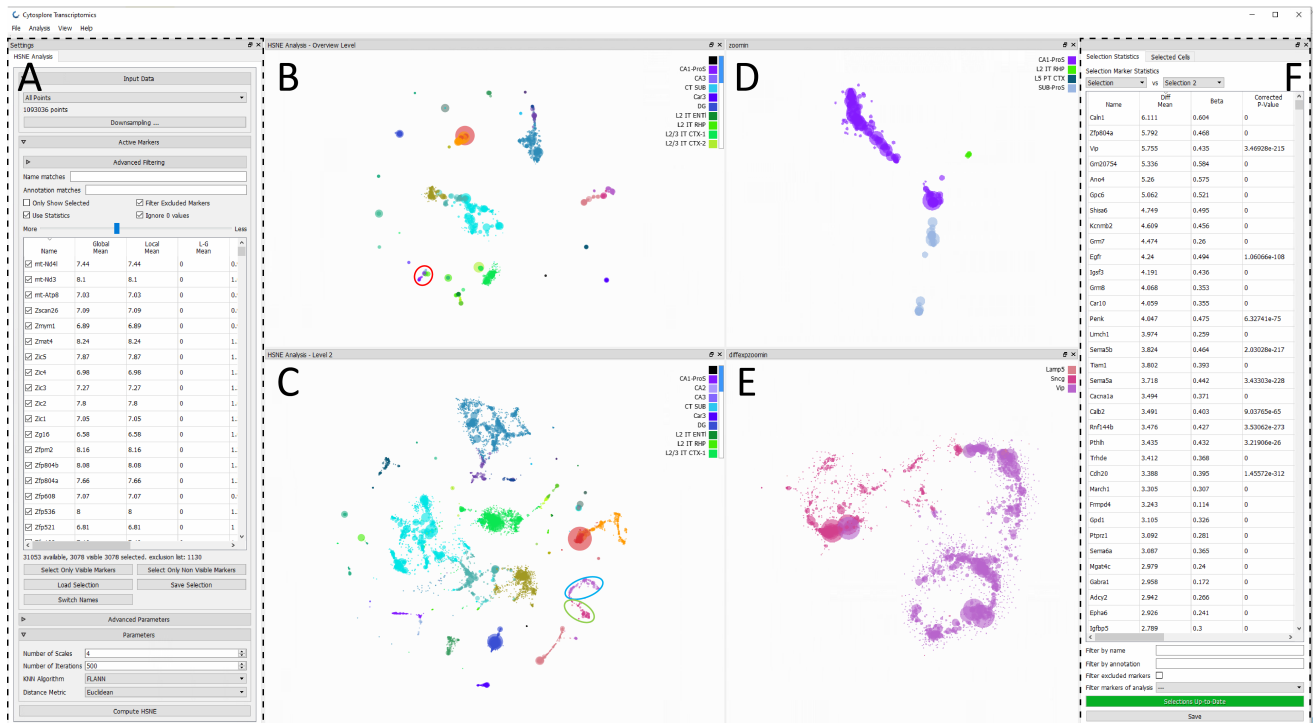 Cytosplore Transcriptomics
File Analysis View Help
Settings
HSNE Analysis
A
Input Data
All Points
1093036 points
Downsampling ...
Active Markers
Advanced Filtering
Name matches
Annotation matches
Only Show Selected
Filter Excluded Markers
Use Statistics
Ignore 0 values
More
Less
Name Global Mean Local Mean L-G Mean
mt-Nd4l 7.44 7.44 0 0.
mt-Nd3 8.1 8.1 0 1.
mt-Atp8 7.03 7.03 0 0.
Zscan26 7.09 7.09 0 0.
Zmym1 6.89 6.89 0 0.
Zmat4 8.24 8.24 0 1.
Zic5 7.87 7.87 0 1.
Zic4 6.98 6.98 0 1.
Zic3 7.27 7.27 0 1.
Zic2 7.8 7.8 0 1.
Zic1 7.05 7.05 0 1.
Zg16 6.58 6.58 0 1.
Zfpm2 8.16 8.16 0 1.
Zfp804b 8.08 8.08 0 1.
Zfp804a 7.66 7.66 0 1.
Zfp608 7.07 7.07 0 0.
Zfp536 8 8 0 1.
Zfp521 6.81 6.81 0 1
31053 available, 3078 visible 3078 selected. exclusion list: 1130
Select Only Visible Markers
Select Only Non Visible Markers
Load Selection
Save Selection
Switch Names
Advanced Parameters
Parameters
Number of Scales 4
Number of Iterations 500
KNN Algorithm FLANN
Distance Metric Euclidean
Compute HSNE
HSNE Analysis - Overview Level
B
CA1-ProS
CA3
CT SUB
Car3
DG
L2 IT ENTl
L2 IT RHP
L2/3 IT CTX-1
L2/3 IT CTX-2
HSNE Analysis - Level 2
C
CA1-ProS
CA2
CA3
CT SUB
Car3
DG
L2 IT ENTl
L2 IT RHP
L2/3 IT CTX-1
zoomin
D
CA1-ProS
L2 IT RHP
L5 PT CTX
SUB-ProS
diffexpzoomin
E
Lamp5
Sncg
Vip
Selection Statistics
Selected Cells
F
Selection Marker Statistics
Selection vs Selection 2
Name Diff Mean Beta Corrected P-Value
Caln1 6.111 0.604 0
Zfp804a 5.792 0.468 0
Vip 5.755 0.435 3.46928e-215
Gm20754 5.336 0.584 0
Ano4 5.26 0.575 0
Gpc6 5.062 0.521 0
Shisa6 4.749 0.495 0
Kcnmb2 4.609 0.456 0
Grm7 4.474 0.26 0
Egfr 4.24 0.494 1.06066e-108
Igsf3 4.191 0.436 0
Grm8 4.068 0.353 0
Car10 4.059 0.355 0
Penk 4.047 0.475 6.32741e-75
Limch1 3.974 0.259 0
Sema5b 3.824 0.464 2.03028e-217
Tiam1 3.802 0.393 0
Sema5a 3.718 0.442 3.43303e-228
Cacna1a 3.494 0.371 0
Calb2 3.491 0.403 9.03765e-65
Rnf144b 3.476 0.427 3.53062e-273
Pthlh 3.435 0.432 3.21906e-26
Trhde 3.412 0.368 0
Cdh20 3.388 0.395 1.45572e-312
March1 3.305 0.307 0
Frmpd4 3.243 0.114 0
Gpd1 3.105 0.326 0
Ptprz1 3.092 0.281 0
Sema6a 3.087 0.365 0
Mgat4c 2.979 0.24 0
Gabra1 2.958 0.172 0
Adcy2 2.942 0.266 0
Epha6 2.926 0.241 0
Igfbp5 2.789 0.3 0
Filter by name
Filter by annotation
Filter excluded markers
Filter markers of analysis ---
Selections Up-to-Date
Save